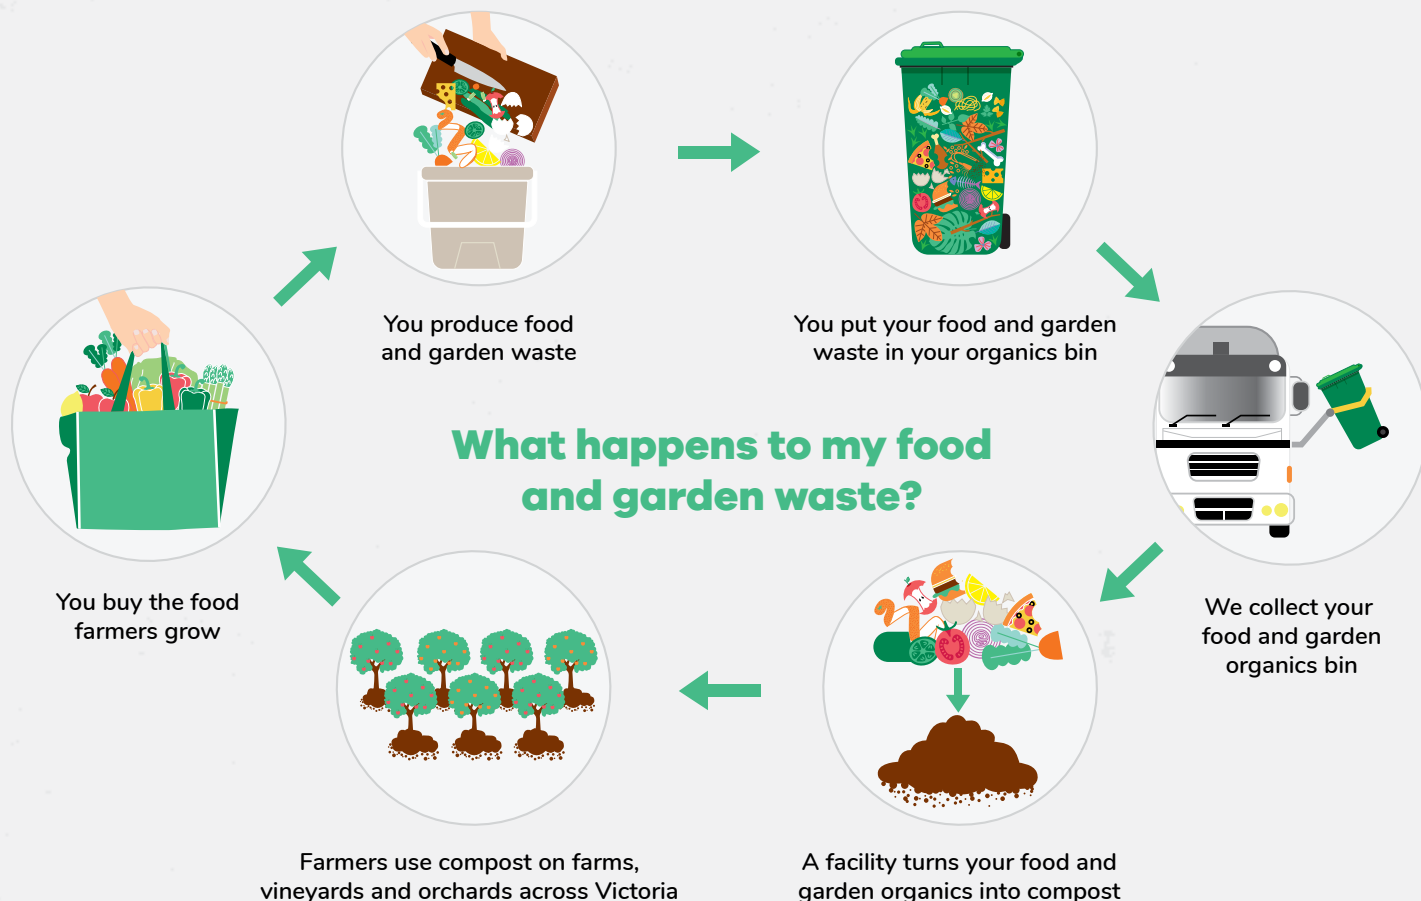 You produce food
and garden waste
You put your food and garden
waste in your organics bin
What happens to my food
and garden waste?
You buy the food
farmers grow
We collect your
food and garden
organics bin
Farmers use compost on farms,
vineyards and orchards across Victoria
A facility turns your food and
garden organics into compost